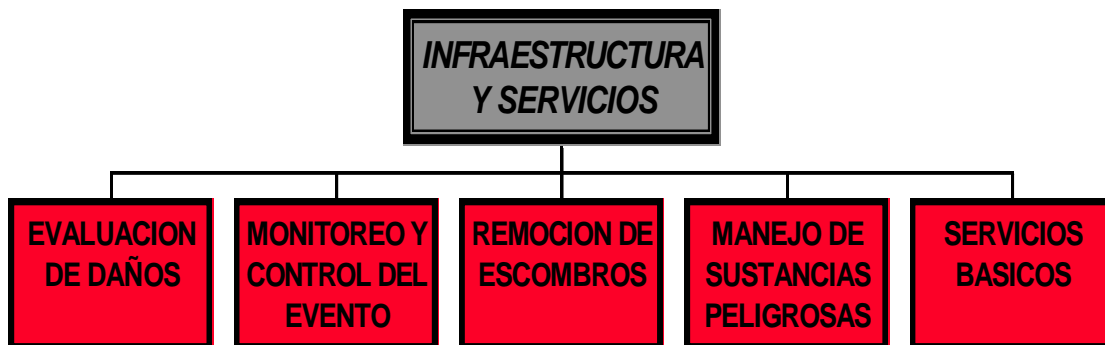 INFRAESTRUCTURA
Y SERVICIOS
EVALUACION
DE DAÑOS
MONITOREO Y
CONTROL DEL
EVENTO
REMOCION DE
ESCOMBROS
MANEJO DE
SUSTANCIAS
PELIGROSAS
SERVICIOS
BASICOS